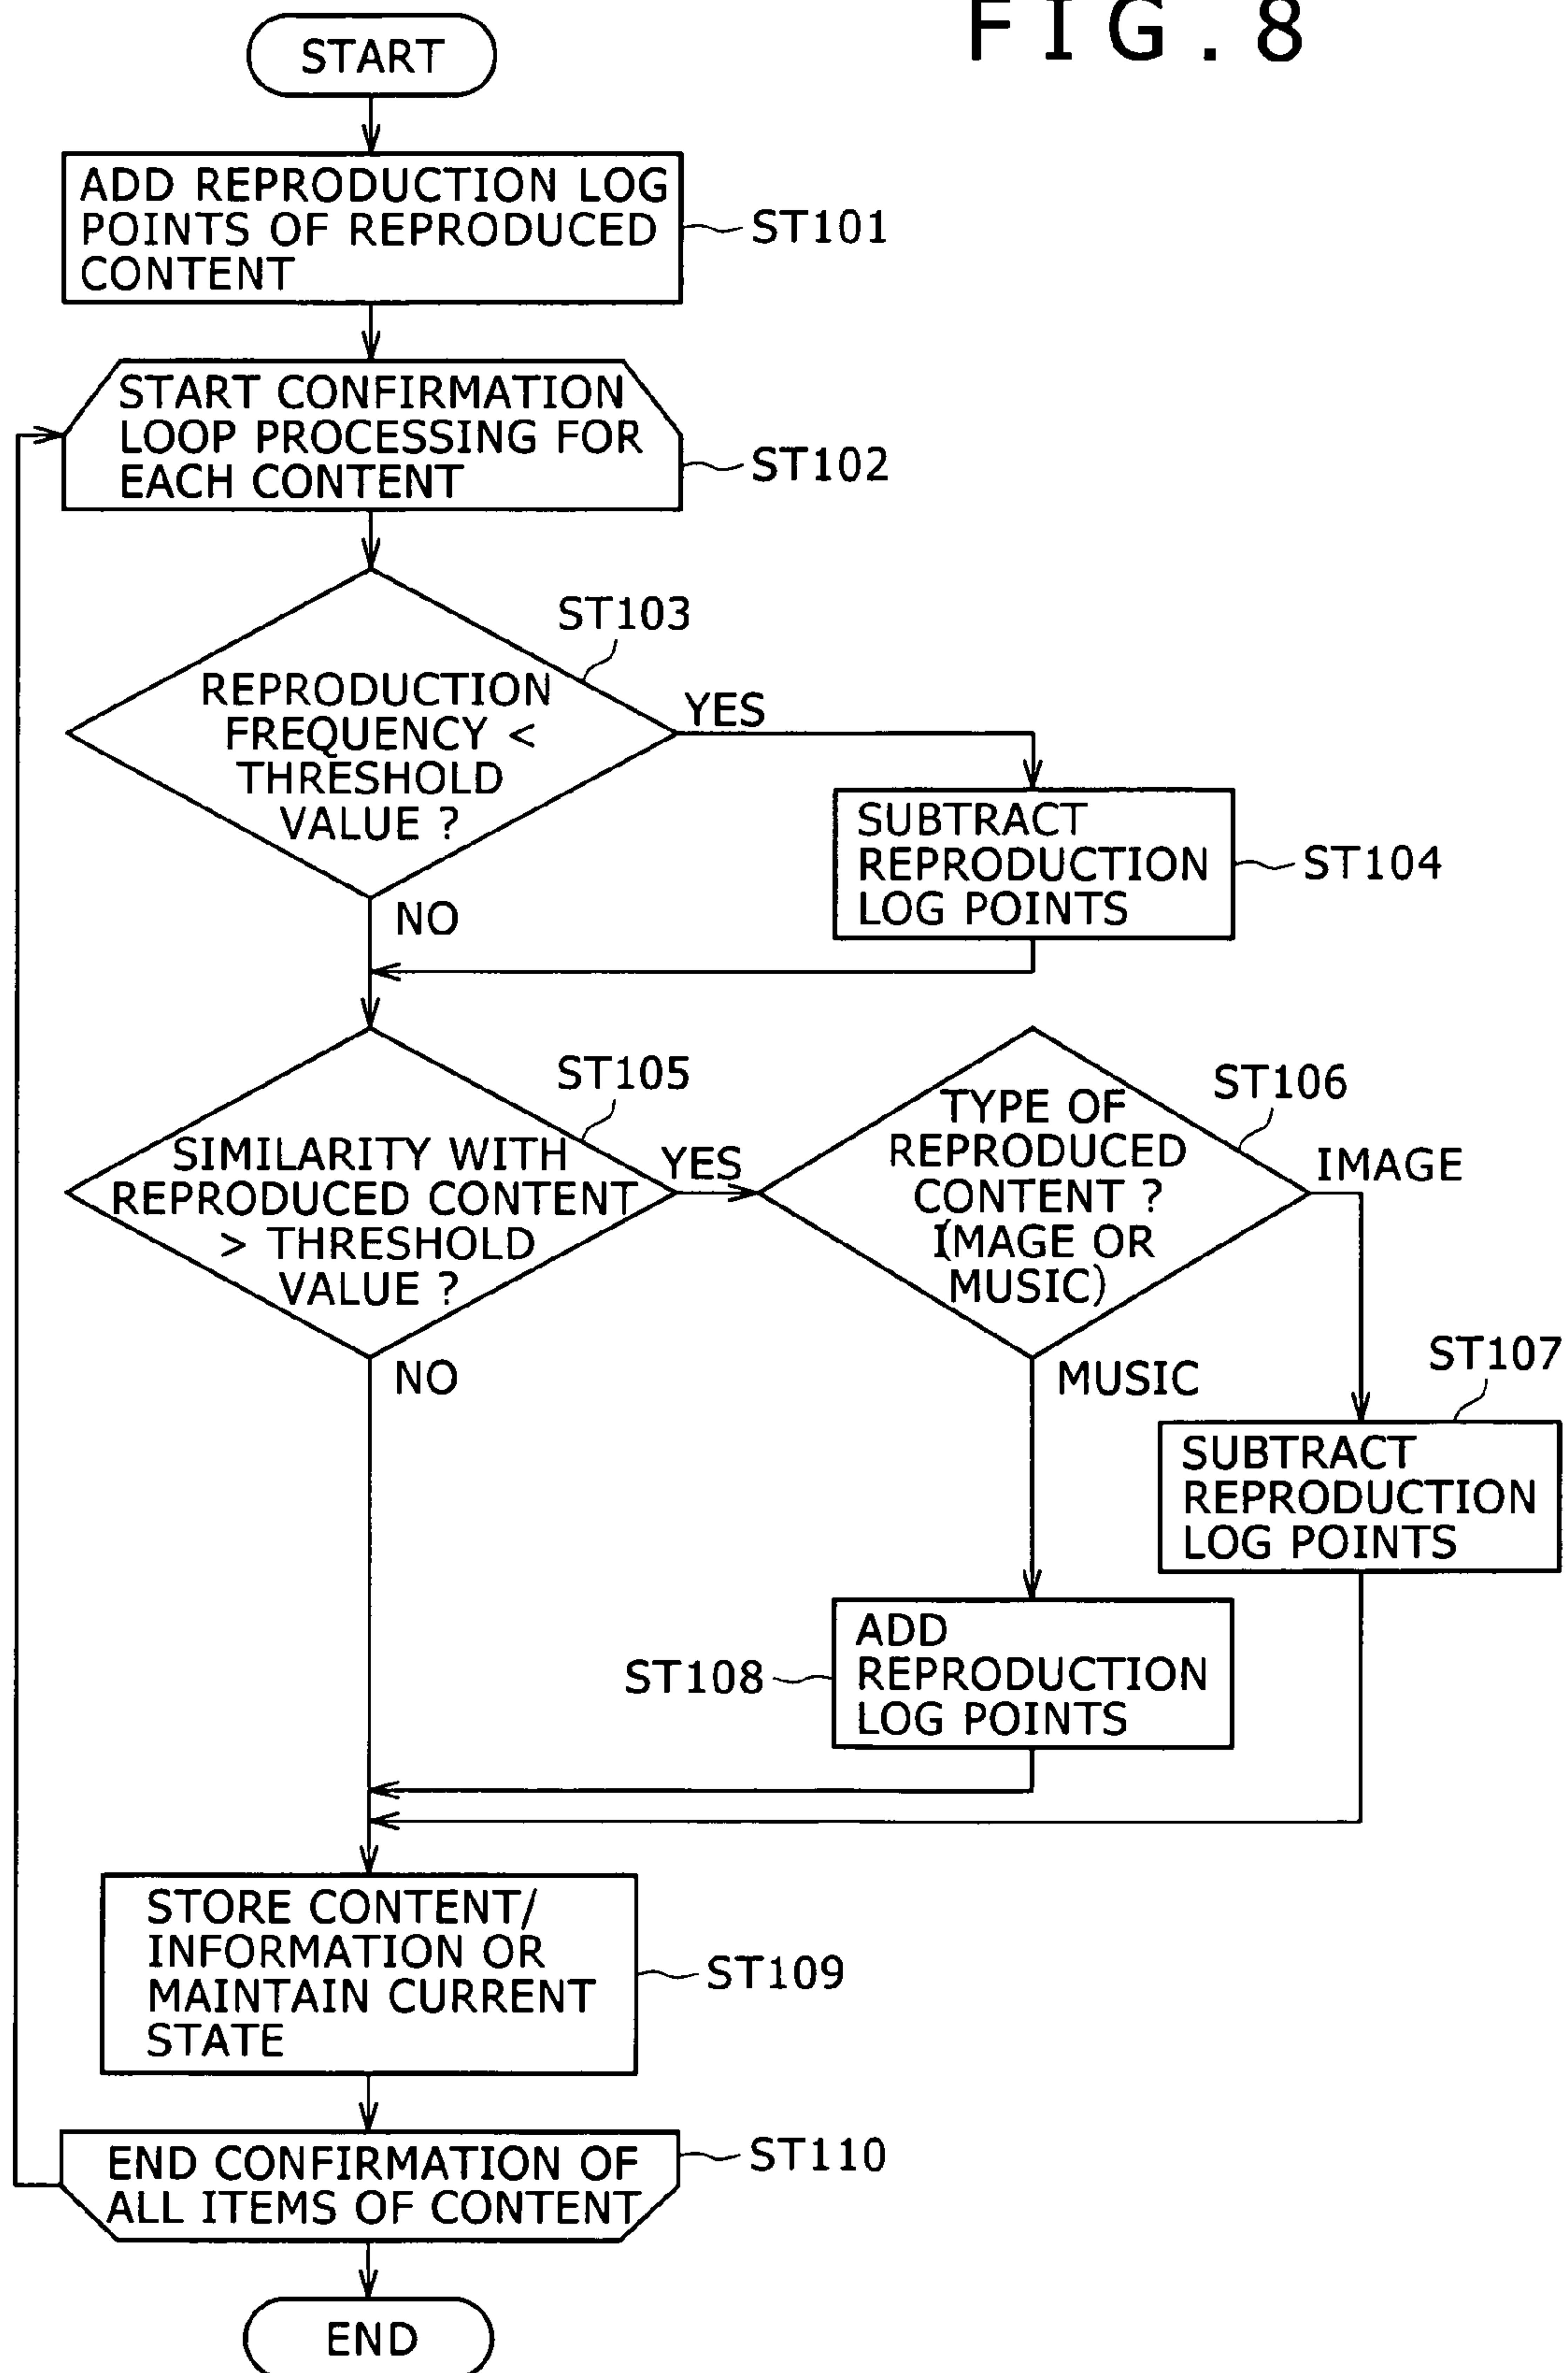 FIG.8
START
ADD REPRODUCTION LOG
POINTS OF REPRODUCED
CONTENT
ST101
START CONFIRMATION
LOOP PROCESSING FOR
EACH CONTENT
ST102
ST103
REPRODUCTION
FREQUENCY <
THRESHOLD
VALUE ?
YES
NO
SUBTRACT
REPRODUCTION
LOG POINTS
ST104
ST105
SIMILARITY WITH
REPRODUCED CONTENT
> THRESHOLD
VALUE ?
YES
NO
ST106
TYPE OF
REPRODUCED
CONTENT ?
(IMAGE OR
MUSIC)
IMAGE
MUSIC
ST107
SUBTRACT
REPRODUCTION
LOG POINTS
ADD
REPRODUCTION
LOG POINTS
ST108
STORE CONTENT/
INFORMATION OR
MAINTAIN CURRENT
STATE
ST109
END CONFIRMATION OF
ALL ITEMS OF CONTENT
ST110
END